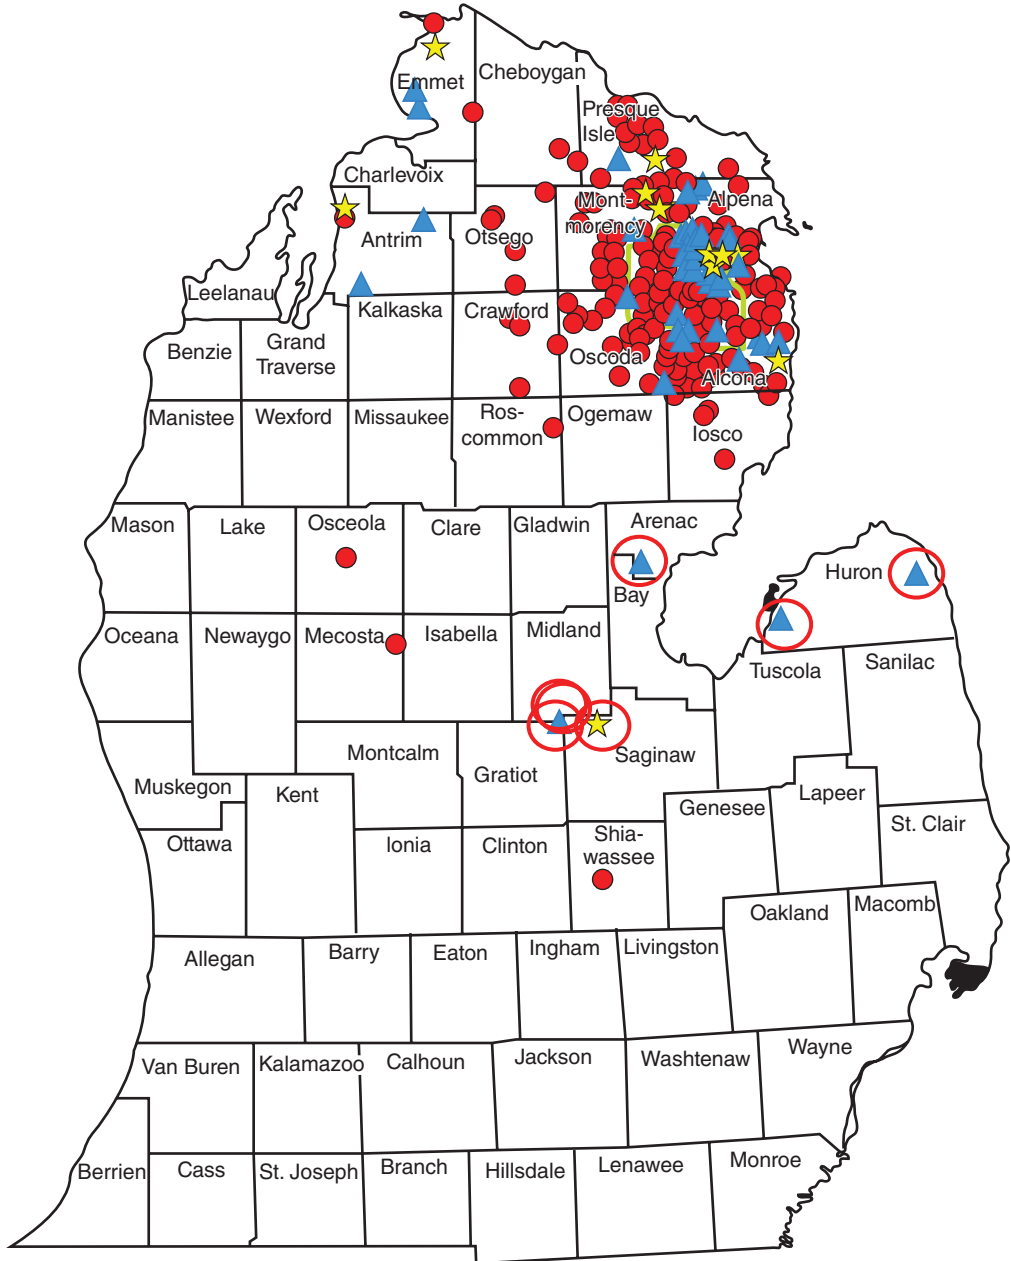 Emmet
Cheboygan
Presque
Isle
Charlevoix
Mont-
morency
Alpena
Antrim
Otsego
Leelanau
Kalkaska
Crawford
Oscoda
Alcona
Benzie
Grand
Traverse
Manistee
Wexford
Missaukee
Ros-
common
Ogemaw
Iosco
Mason
Lake
Osceola
Clare
Gladwin
Arenac
Bay
Huron
Oceana
Newaygo
Mecosta
Isabella
Midland
Tuscola
Sanilac
Montcalm
Gratiot
Saginaw
Muskegon
Kent
Genesee
Lapeer
St. Clair
Ottawa
Ionia
Clinton
Shia-
wassee
Oakland
Macomb
Allegan
Barry
Eaton
Ingham
Livingston
Van Buren
Kalamazoo
Calhoun
Jackson
Washtenaw
Wayne
Berrien
Cass
St. Joseph
Branch
Hillsdale
Lenawee
Monroe